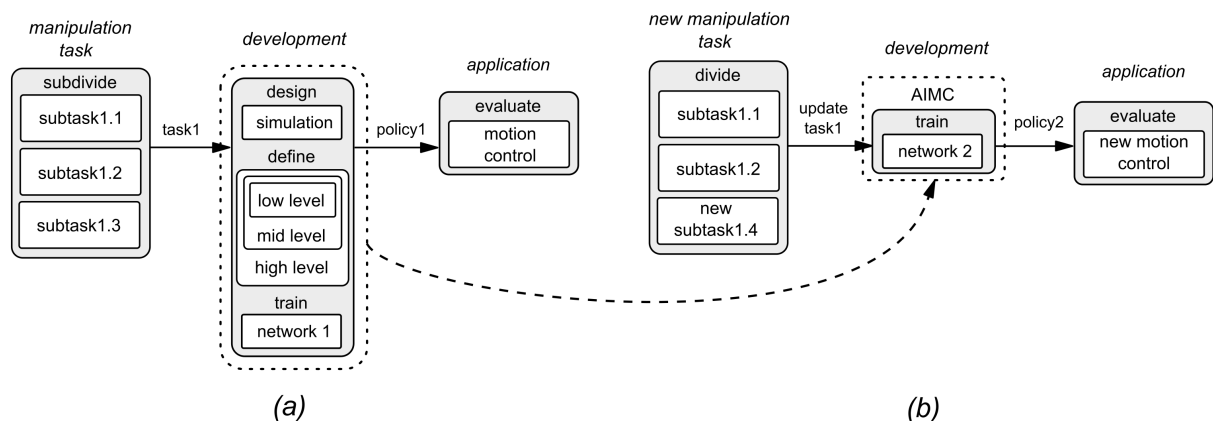 manipulation
task
subdivide
subtask1.1
subtask1.2
subtask1.3
task1
development
design
simulation
define
low level
mid level
high level
train
network 1
policy1
application
evaluate
motion
control
(a)
new manipulation
task
divide
subtask1.1
subtask1.2
new
subtask1.4
update
task1
development
AIMC
train
network 2
policy2
application
evaluate
new motion
control
(b)